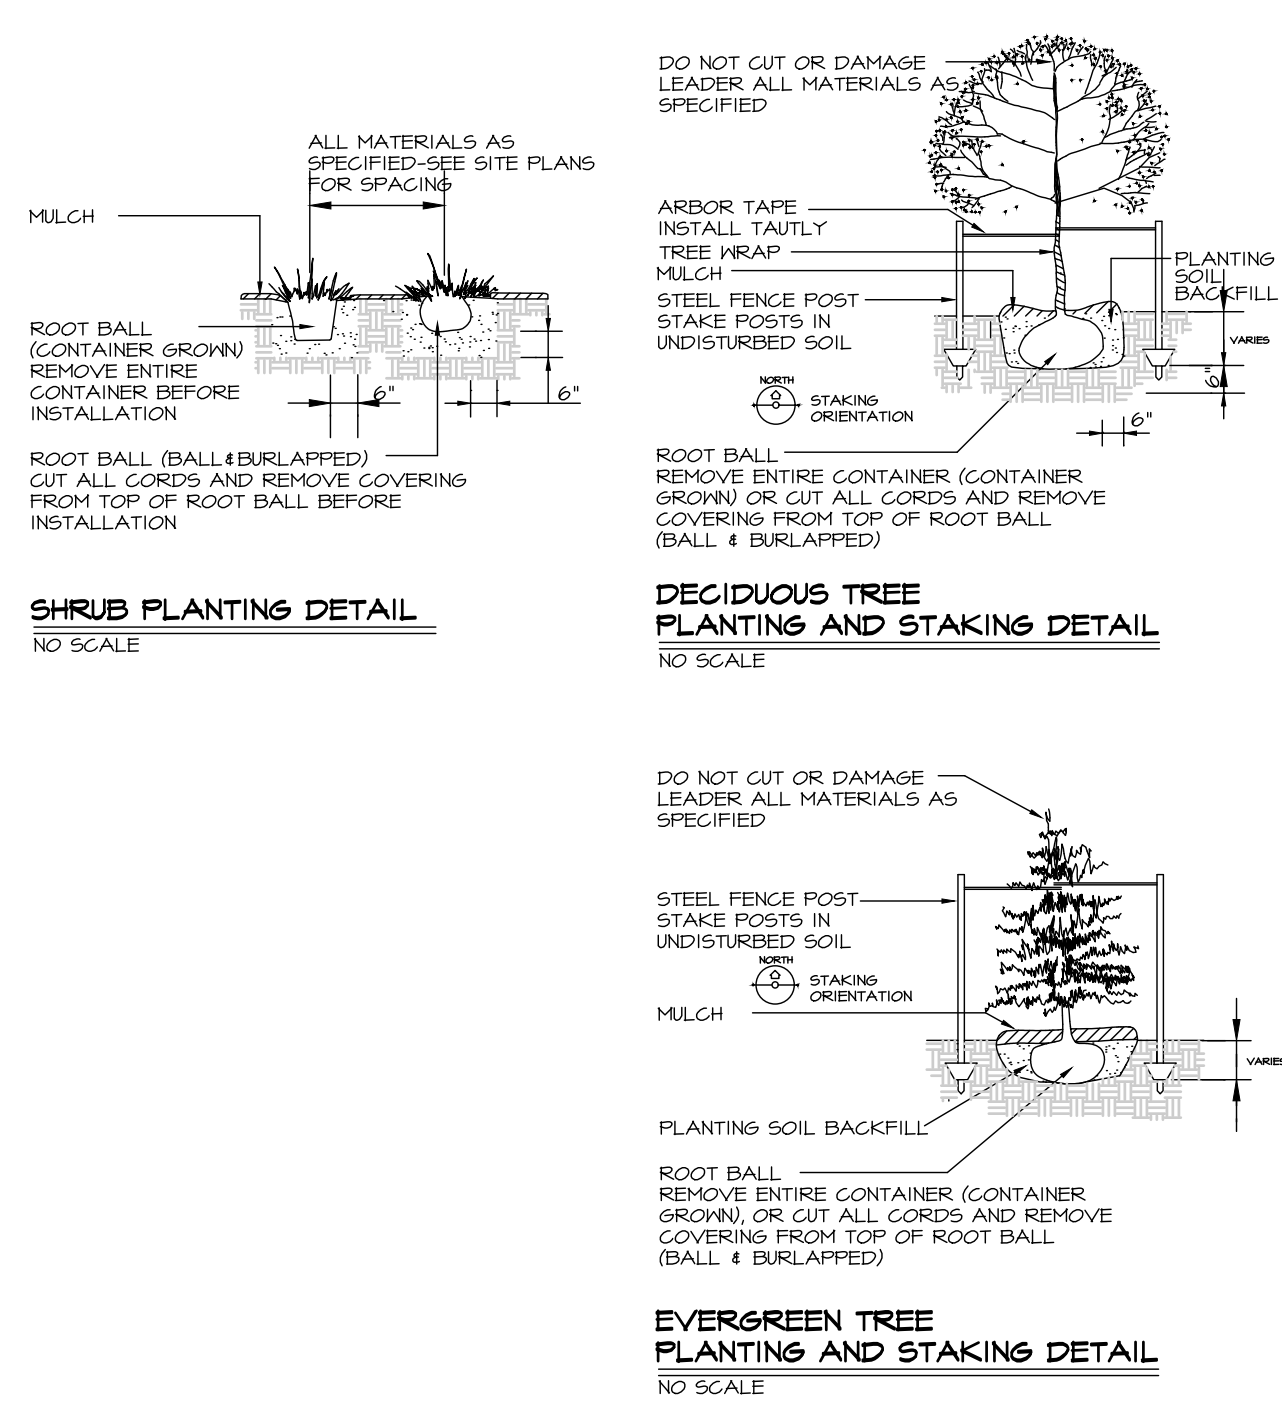 ALL MATERIALS AS
SPECIFIED-SEE SITE PLANS
FOR SPACING
MULCH
ROOT BALL
(CONTAINER GROWN)
REMOVE ENTIRE
CONTAINER BEFORE
INSTALLATION
6"
6"
ROOT BALL (BALL&BURLAPPED)
CUT ALL CORDS AND REMOVE COVERING
FROM TOP OF ROOT BALL BEFORE
INSTALLATION
SHRUB PLANTING DETAIL
NO SCALE
DO NOT CUT OR DAMAGE
LEADER ALL MATERIALS AS
SPECIFIED
ARBOR TAPE
INSTALL TAUTLY
TREE WRAP
MULCH
STEEL FENCE POST
STAKE POSTS IN
UNDISTURBED SOIL
PLANTING
SOIL
BACKFILL
VARIES
6"
6"
NORTH
STAKING
ORIENTATION
ROOT BALL
REMOVE ENTIRE CONTAINER (CONTAINER
GROWN) OR CUT ALL CORDS AND REMOVE
COVERING FROM TOP OF ROOT BALL
(BALL & BURLAPPED)
DECIDUOUS TREE
PLANTING AND STAKING DETAIL
NO SCALE
DO NOT CUT OR DAMAGE
LEADER ALL MATERIALS AS
SPECIFIED
STEEL FENCE POST
STAKE POSTS IN
UNDISTURBED SOIL
NORTH
STAKING
ORIENTATION
MULCH
VARIES
PLANTING SOIL BACKFILL
ROOT BALL
REMOVE ENTIRE CONTAINER (CONTAINER
GROWN), OR CUT ALL CORDS AND REMOVE
COVERING FROM TOP OF ROOT BALL
(BALL & BURLAPPED)
EVERGREEN TREE
PLANTING AND STAKING DETAIL
NO SCALE